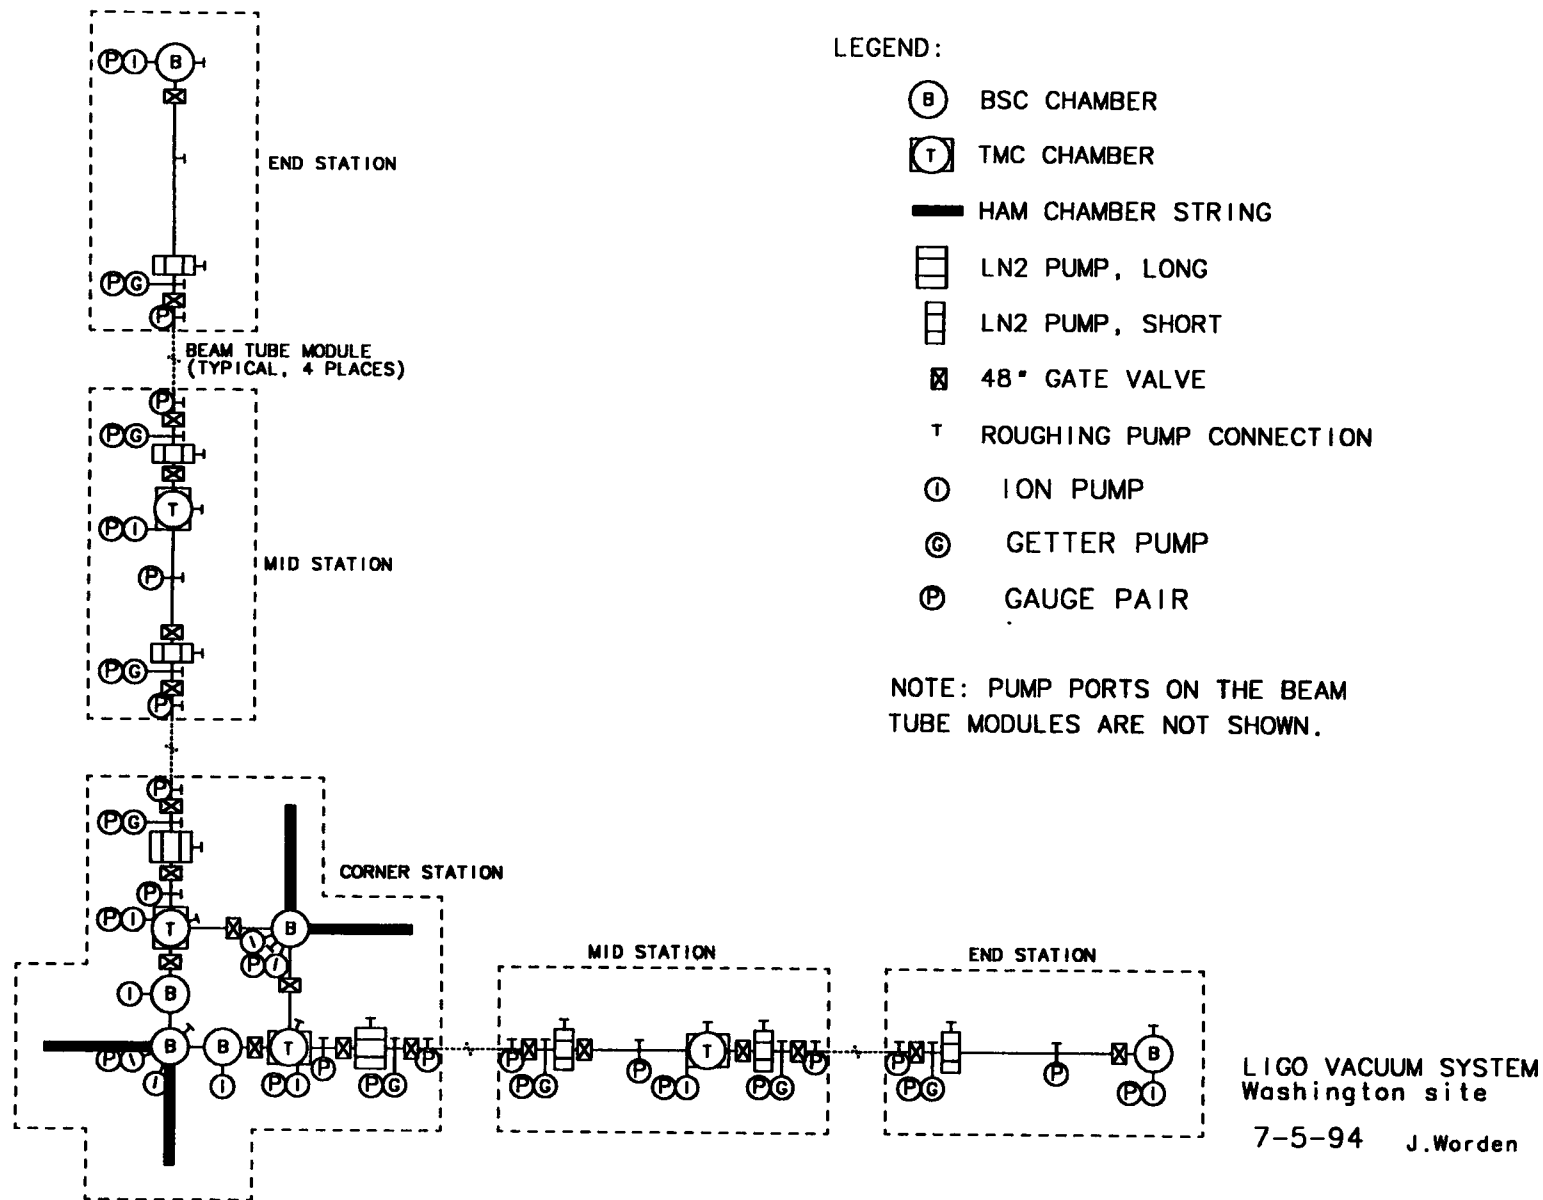 LEGEND:
B BSC CHAMBER
T TMC CHAMBER
HAM CHAMBER STRING
LN2 PUMP, LONG
LN2 PUMP, SHORT
48" GATE VALVE
T ROUGHING PUMP CONNECTION
I ION PUMP
G GETTER PUMP
P GAUGE PAIR
NOTE: PUMP PORTS ON THE BEAM
TUBE MODULES ARE NOT SHOWN.
P I B
END STATION
P G
P
BEAM TUBE MODULE
(TYPICAL, 4 PLACES)
P
P G
T
P I
P
MID STATION
P G
P
P
P G
CORNER STATION
P
P I T
B
I
P I
I B
B B T
P I
I
I
P I
P
P G
P
MID STATION
T
P
P G
P
P I
P G
P
END STATION
B
P
P G
P
P I
LIGO VACUUM SYSTEM
Washington site
7-5-94 J.Worden